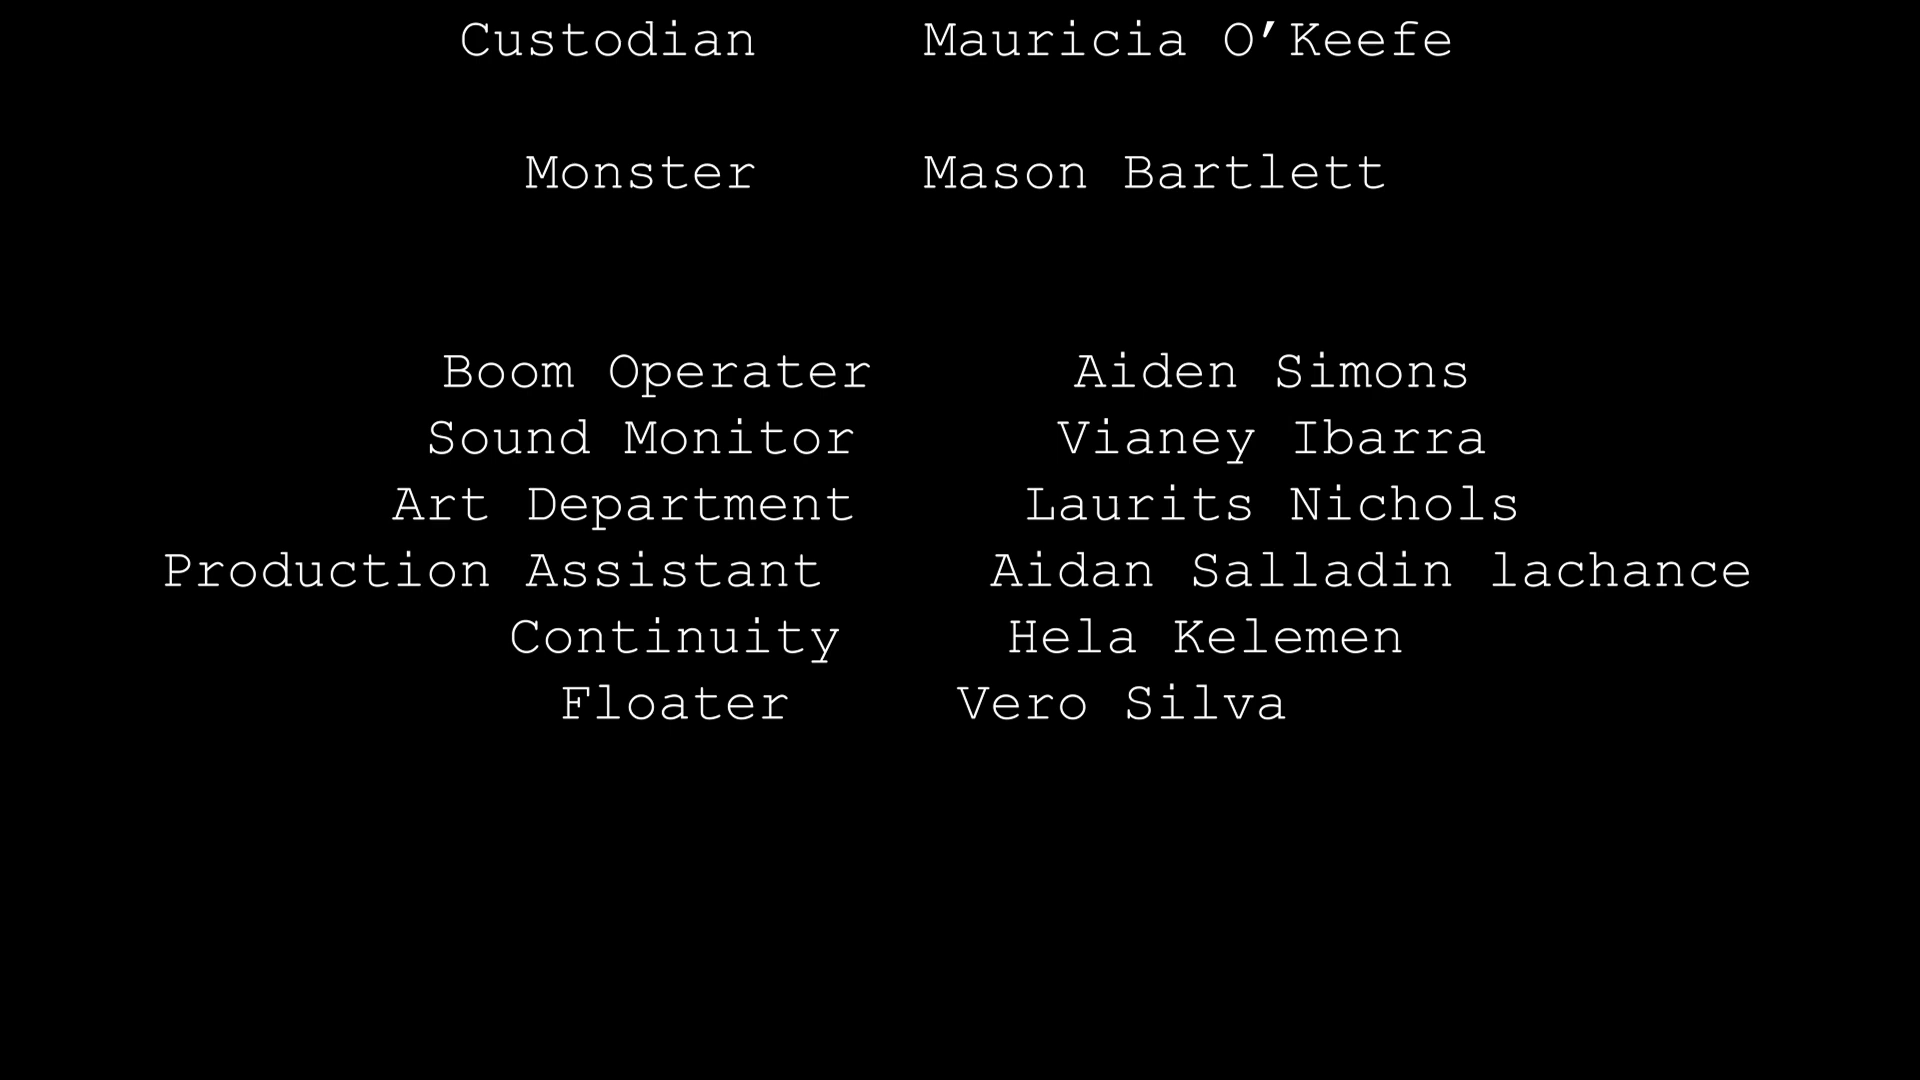 Custodian Mauricia O’Keefe
Monster Mason Bartlett
Boom Operater Aiden Simons
Sound Monitor Vianey Ibarra
Art Department Laurits Nichols
Production Assistant Aidan Salladin lachance
Continuity Hela Kelemen
Floater Vero Silva